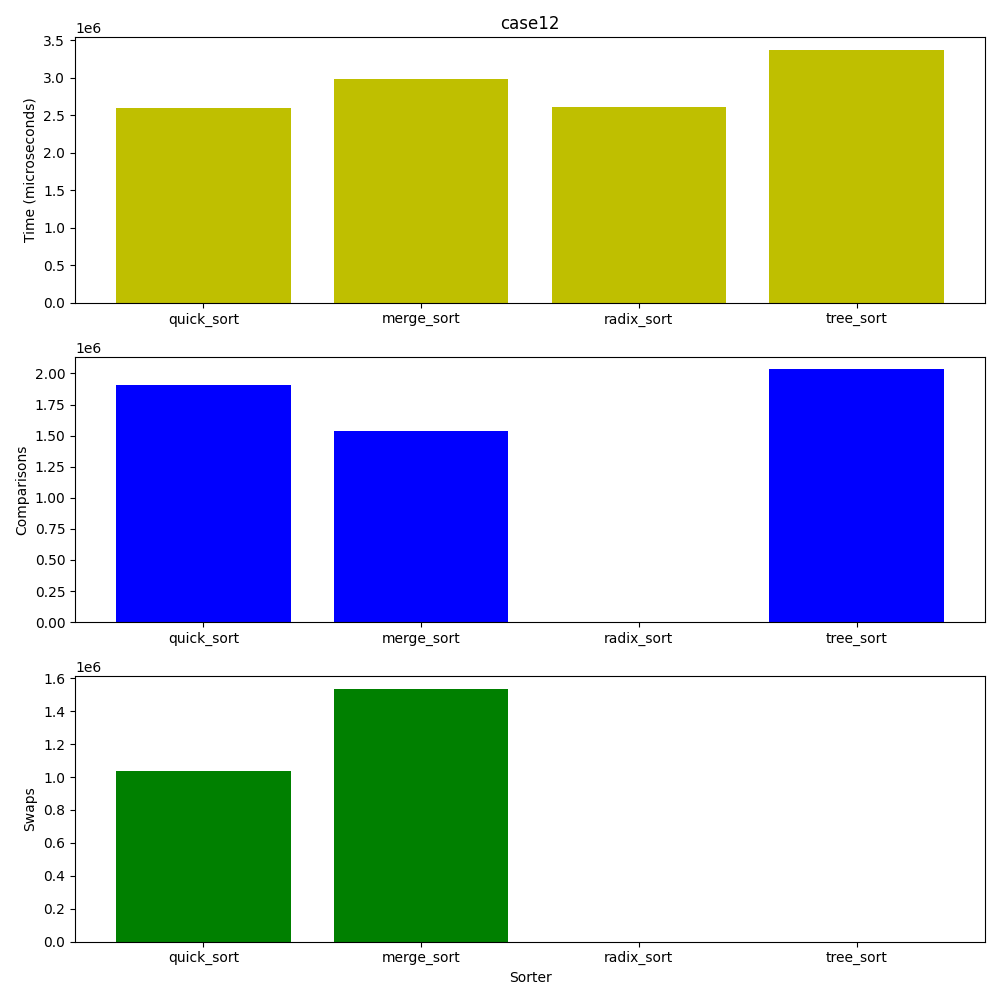 case12
1e6
3.5
3.0
2.5
2.0
1.5
1.0
0.5
0.0
Time (microseconds)
quick_sort merge_sort radix_sort tree_sort
1e6
2.00
1.75
1.50
1.25
1.00
0.75
0.50
0.25
0.00
Comparisons
quick_sort merge_sort radix_sort tree_sort
1e6
1.6
1.4
1.2
1.0
0.8
0.6
0.4
0.2
0.0
Swaps
quick_sort merge_sort radix_sort tree_sort
Sorter